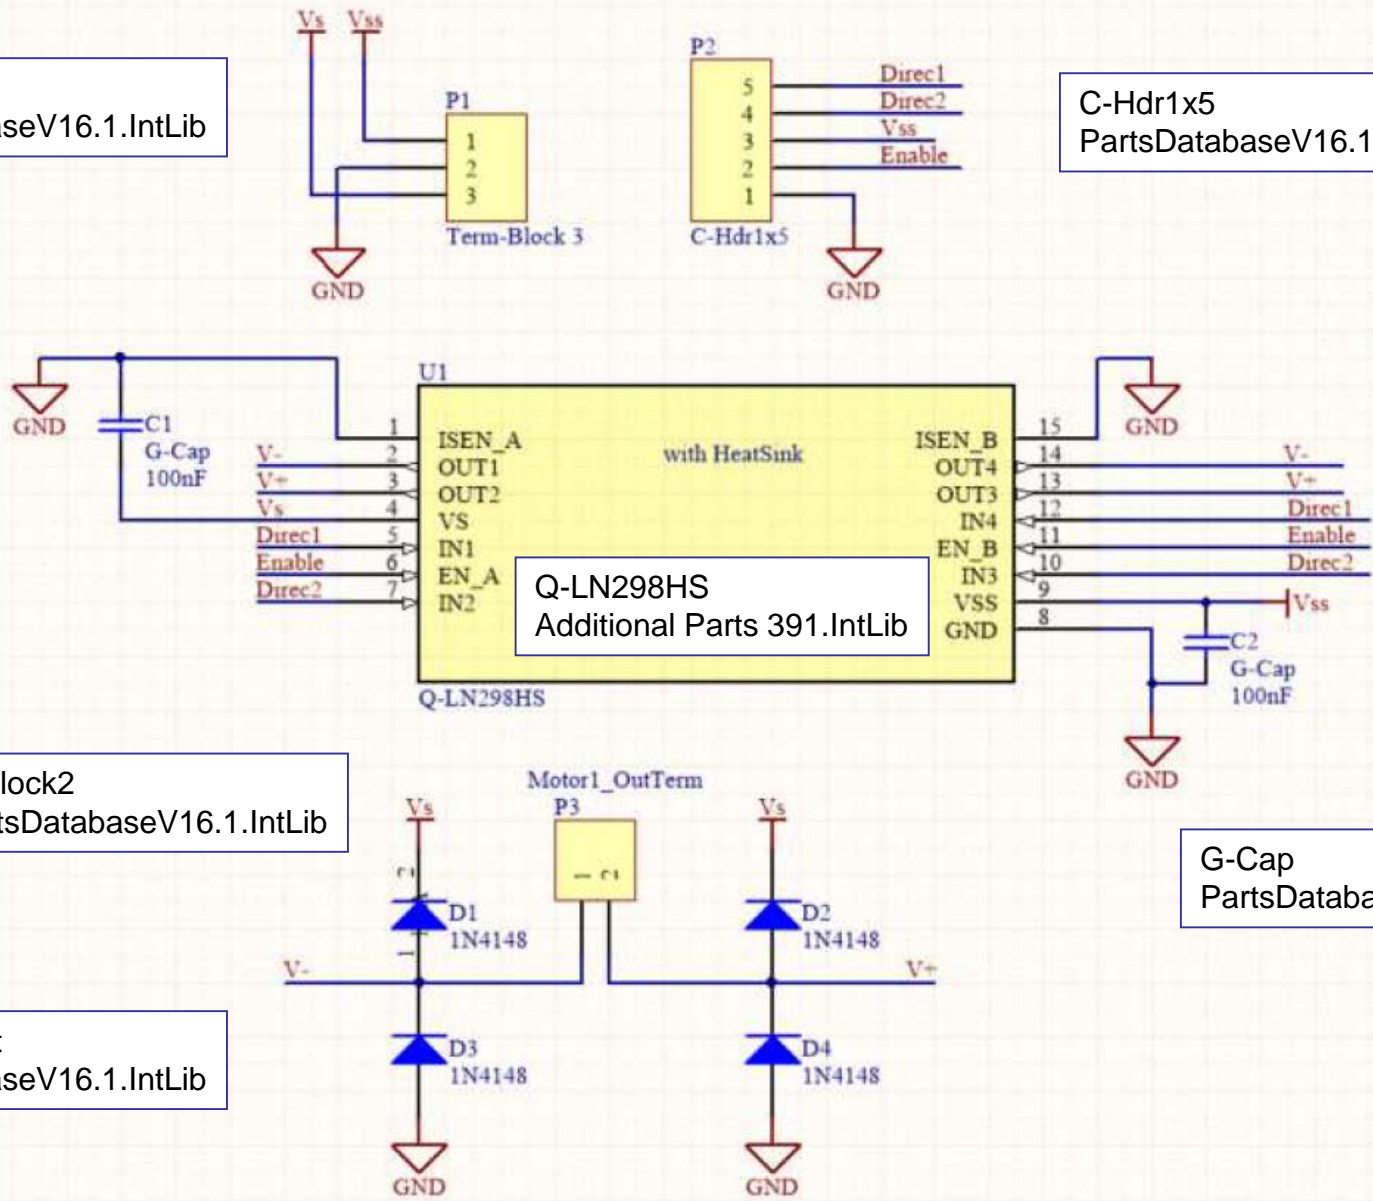 Vs Vss
P1
1
2
3
Term-Block 3
GND
P2
5 Direc1
4 Direc2
3 Vss
2 Enable
1
C-Hdr1x5
GND
aseV16.1.IntLib
C-Hdr1x5
PartsDatabaseV16.1
GND
C1
G-Cap
100nF
U1
with HeatSink
1 ISEN_A
V- 2 OUT1
V+ 3 OUT2
Vs 4 VS
Direc1 5 IN1
Enable 6 EN_A
Direc2 7 IN2
ISEN_B 15
OUT4 14 V-
OUT3 13 V+
IN4 12 Direc1
EN_B 11 Enable
IN3 10 Direc2
VSS 9 Vss
GND 8
GND
Q-LN298HS
Additional Parts 391.IntLib
Q-LN298HS
C2
G-Cap
100nF
GND
lock2
tsDatabaseV16.1.IntLib
Motor1_OutTerm
P3
1 2
Vs
2
D1
1N4148
1
V-
D3
1N4148
GND
Vs
D2
1N4148
V+
D4
1N4148
GND
G-Cap
PartsDataba
t
aseV16.1.IntLib